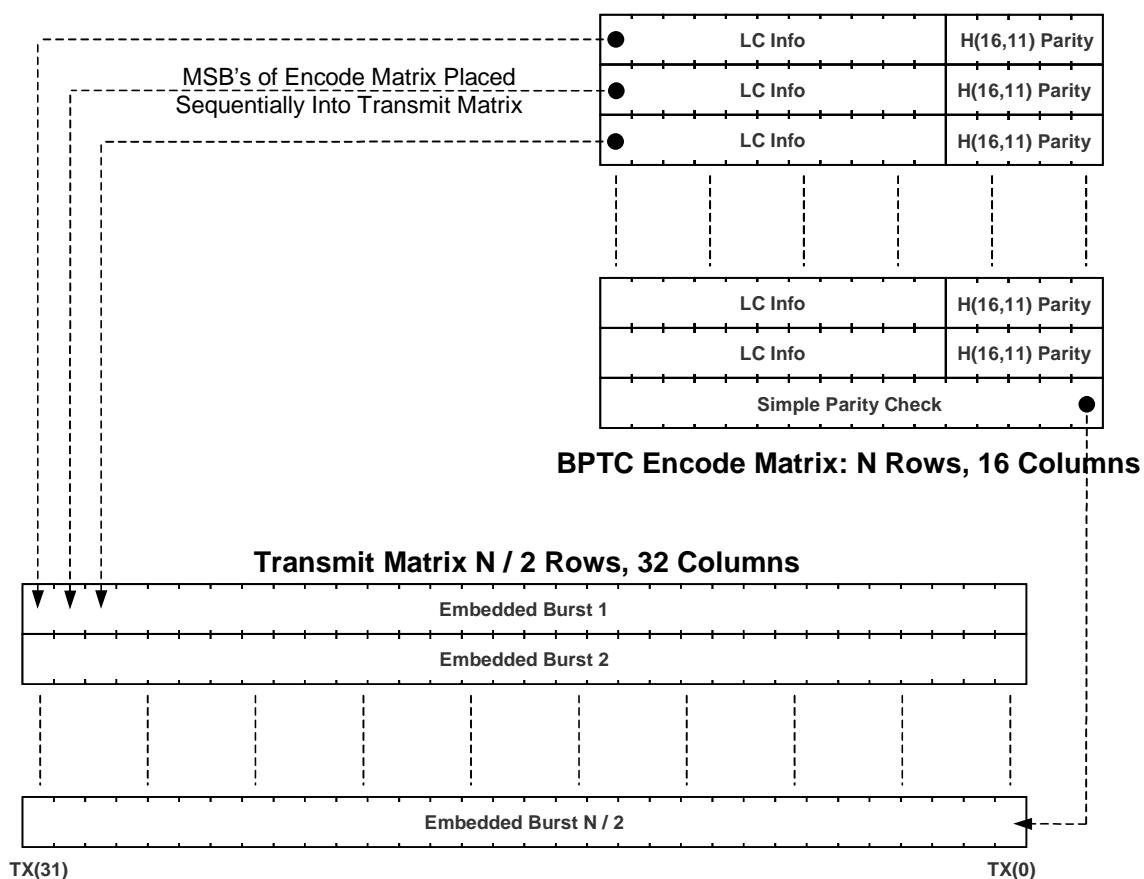 LC Info H(16,11) Parity
MSB's of Encode Matrix Placed
Sequentially Into Transmit Matrix
LC Info H(16,11) Parity
LC Info H(16,11) Parity
LC Info H(16,11) Parity
LC Info H(16,11) Parity
Simple Parity Check
BPTC Encode Matrix: N Rows, 16 Columns
Transmit Matrix N / 2 Rows, 32 Columns
Embedded Burst 1
Embedded Burst 2
Embedded Burst N / 2
TX(31) TX(0)